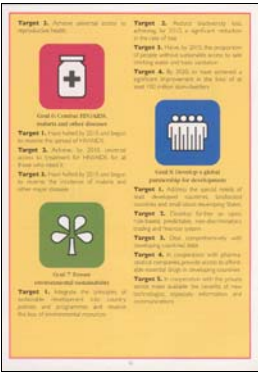 Target 2. Achieve universal access to
reproductive health.
Goal 6: Combat HIV/AIDS,
malaria and other diseases
Target 1. Have halted by 2015 and begun
to reverse the spread of HIV/AIDS.
Target 2. Achieve, by 2010, universal
access to treatment for HIV/AIDS for all
those who need it.
Target 3. Have halted by 2015 and begun
to reverse the incidence of malaria and
other major diseases.
Goal 7: Ensure
environmental sustainability
Target 1. Integrate the principles of
sustainable development into country
policies and programmes and reverse
the loss of environmental resources.
Target 2. Reduce biodiversity loss,
achieving, by 2010, a significant reduction
in the rate of loss.
Target 3. Halve, by 2015, the proportion
of people without sustainable access to safe
drinking water and basic sanitation.
Target 4. By 2020, to have achieved a
significant improvement in the lives of at
least 100 million slum-dwellers.
Goal 8: Develop a global
partnership for development
Target 1. Address the special needs of
least developed countries, landlocked
countries and small island developing States.
Target 2. Develop further an open,
rule-based, predictable, non-discriminatory
trading and financial system.
Target 3. Deal comprehensively with
developing countries' debt.
Target 4. In cooperation with pharma-
ceutical companies, provide access to afford-
able essential drugs in developing countries.
Target 5. In cooperation with the private
sector, make available the benefits of new
technologies, especially information and
communications.